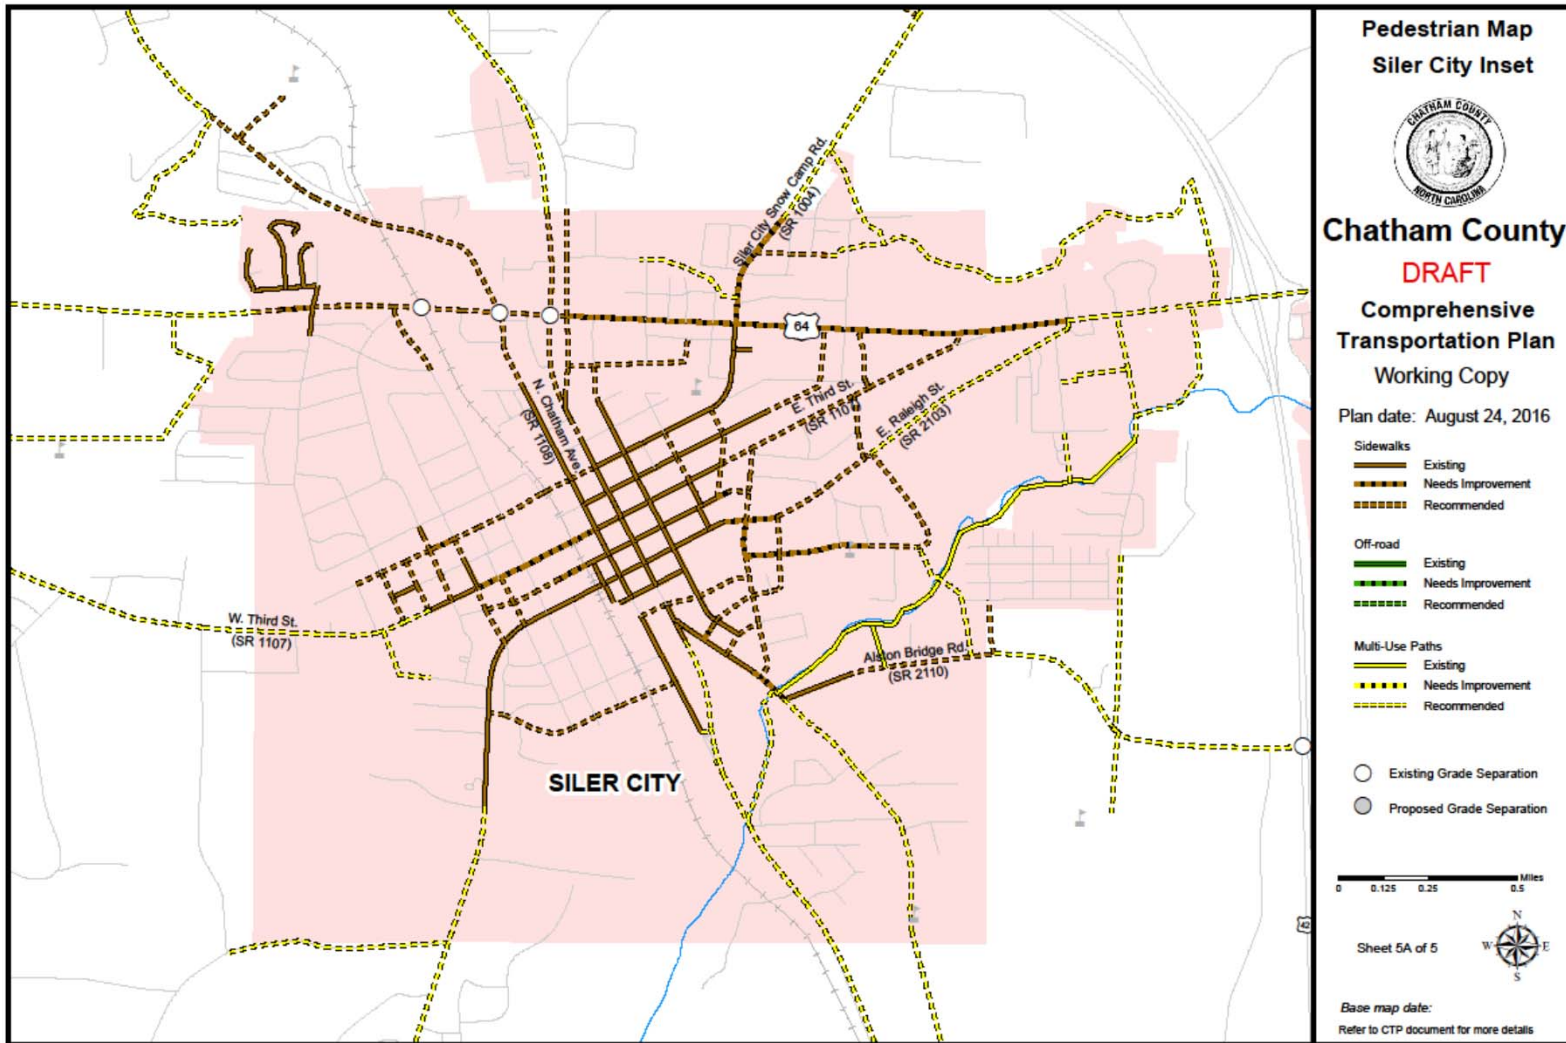 Siler City Snow Camp Rd.
(SR 1004)
64
N. Chatham Ave.
(SR 1108)
E. Third St.
(SR 1107)
E. Raleigh St.
(SR 2103)
W. Third St.
(SR 1107)
Alston Bridge Rd.
(SR 2110)
SILER CITY
42
Pedestrian Map
Siler City Inset
CHATHAM COUNTY
NORTH CAROLINA
Chatham County
DRAFT
Comprehensive
Transportation Plan
Working Copy
Plan date: August 24, 2016
Sidewalks
Existing
Needs Improvement
Recommended
Off-road
Existing
Needs Improvement
Recommended
Multi-Use Paths
Existing
Needs Improvement
Recommended
Existing Grade Separation
Proposed Grade Separation
Miles
0 0.125 0.25 0.5
Sheet 5A of 5
N
W E
S
Base map date:
Refer to CTP document for more details